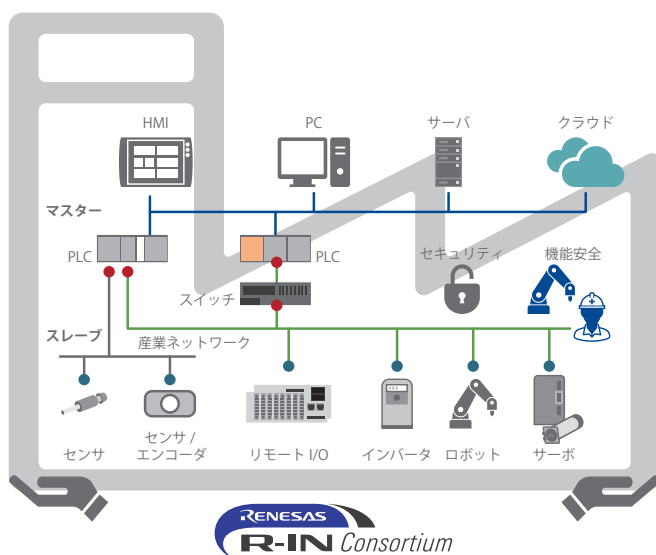 HMI
PC
サーバ
クラウド
マスター
PLC
PLC
セキュリティ
機能安全
スイッチ
スレーブ
産業ネットワーク
XXX
センサ
センサ /
エンコーダ
リモート I/O
インバータ
ロボット
サーボ
RENESAS
R-IN Consortium